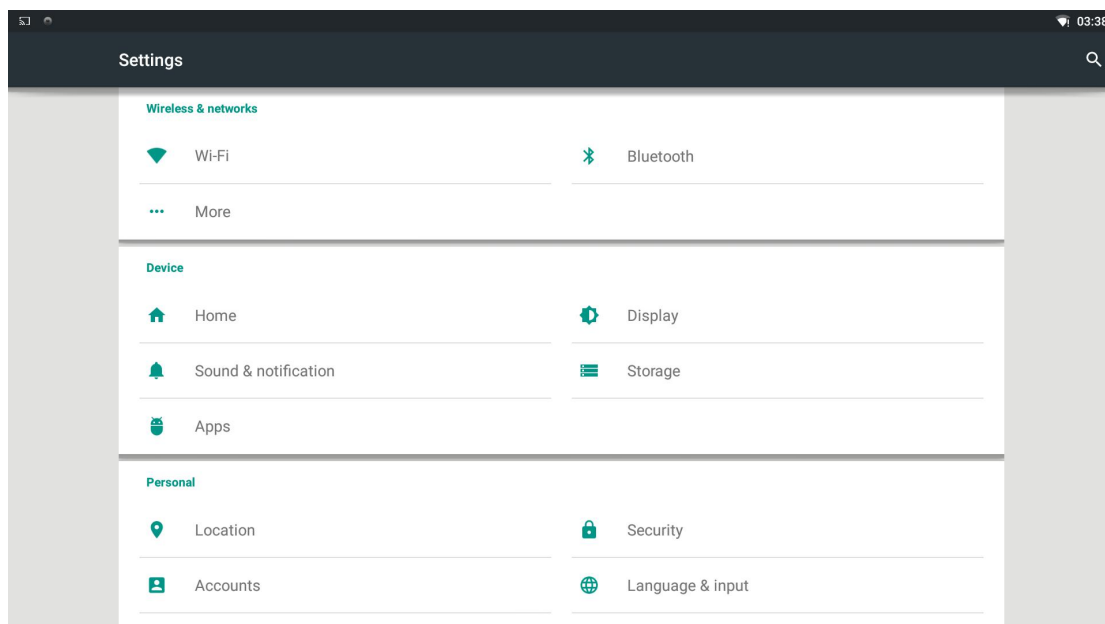 03:38
Settings
Wireless & networks
Wi-Fi
Bluetooth
More
Device
Home
Display
Sound & notification
Storage
Apps
Personal
Location
Security
Accounts
Language & input